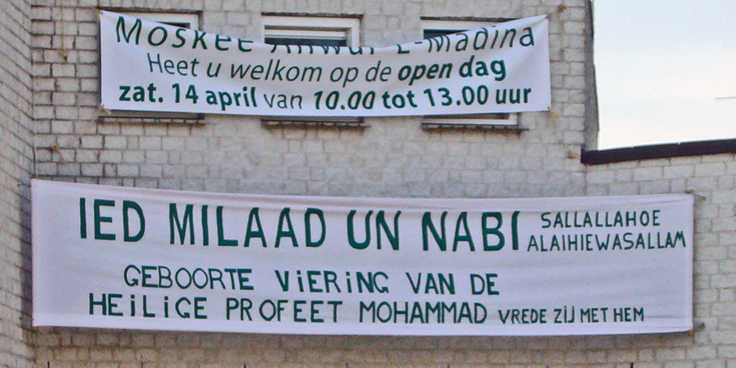 Moskee Anwar-E-Madina
Heet u welkom op de open dag
zat. 14 april van 10.00 tot 13.00 uur
IED MILAAD UN NABI SALLALLAHOE
ALAIHIEWASALLAM
GEBOORTE ViERiNG VAN DE
HEiLiGE PROFEET MOHAMMAD VREDE ZIJ MET HEM